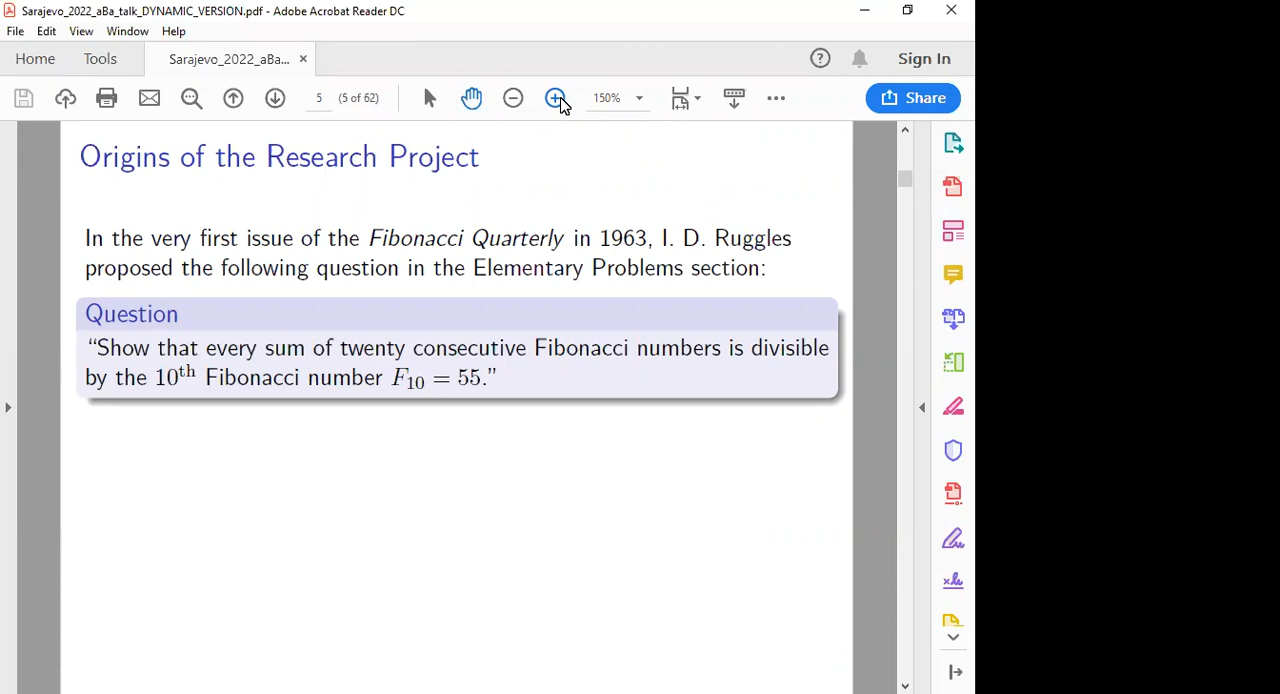 Sarajevo_2022_aBa_talk_DYNAMIC_VERSION.pdf - Adobe Acrobat Reader DC
File Edit View Window Help
Home Tools Sarajevo_2022_aBa... × Sign In
5 (5 of 62) 150% Share
Origins of the Research Project
In the very first issue of the Fibonacci Quarterly in 1963, I. D. Ruggles
proposed the following question in the Elementary Problems section:
Question
“Show that every sum of twenty consecutive Fibonacci numbers is divisible
by the 10th Fibonacci number F10 = 55.”